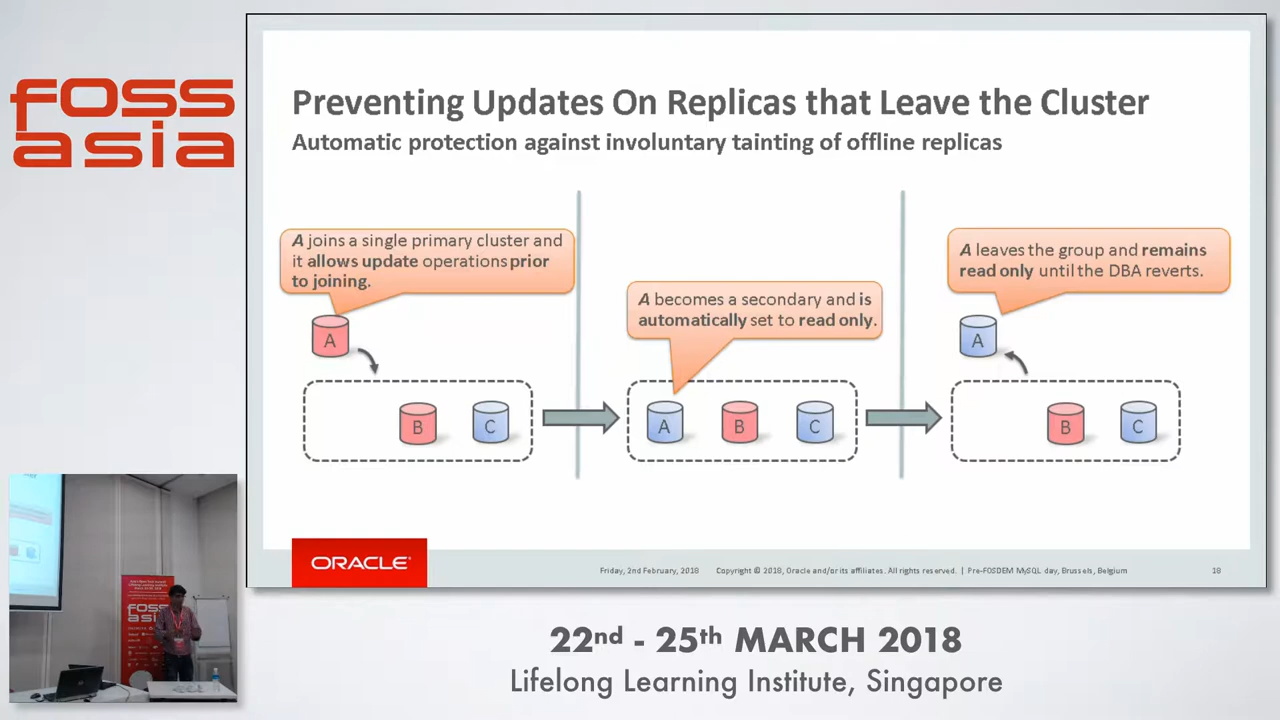 foss
asia
Preventing Updates On Replicas that Leave the Cluster
Automatic protection against involuntary tainting of offline replicas
A joins a single primary cluster and
it allows update operations prior
to joining.
A becomes a secondary and is
automatically set to read only.
A leaves the group and remains
read only until the DBA reverts.
A
B
C
A
B
C
A
B
C
ORACLE
Friday, 2nd February, 2018
Copyright © 2018, Oracle and/or its affiliates. All rights reserved. | Pre-FOSDEM MySQL day, Brussels, Belgium
18
foss
asia
22nd - 25th MARCH 2018
Lifelong Learning Institute, Singapore